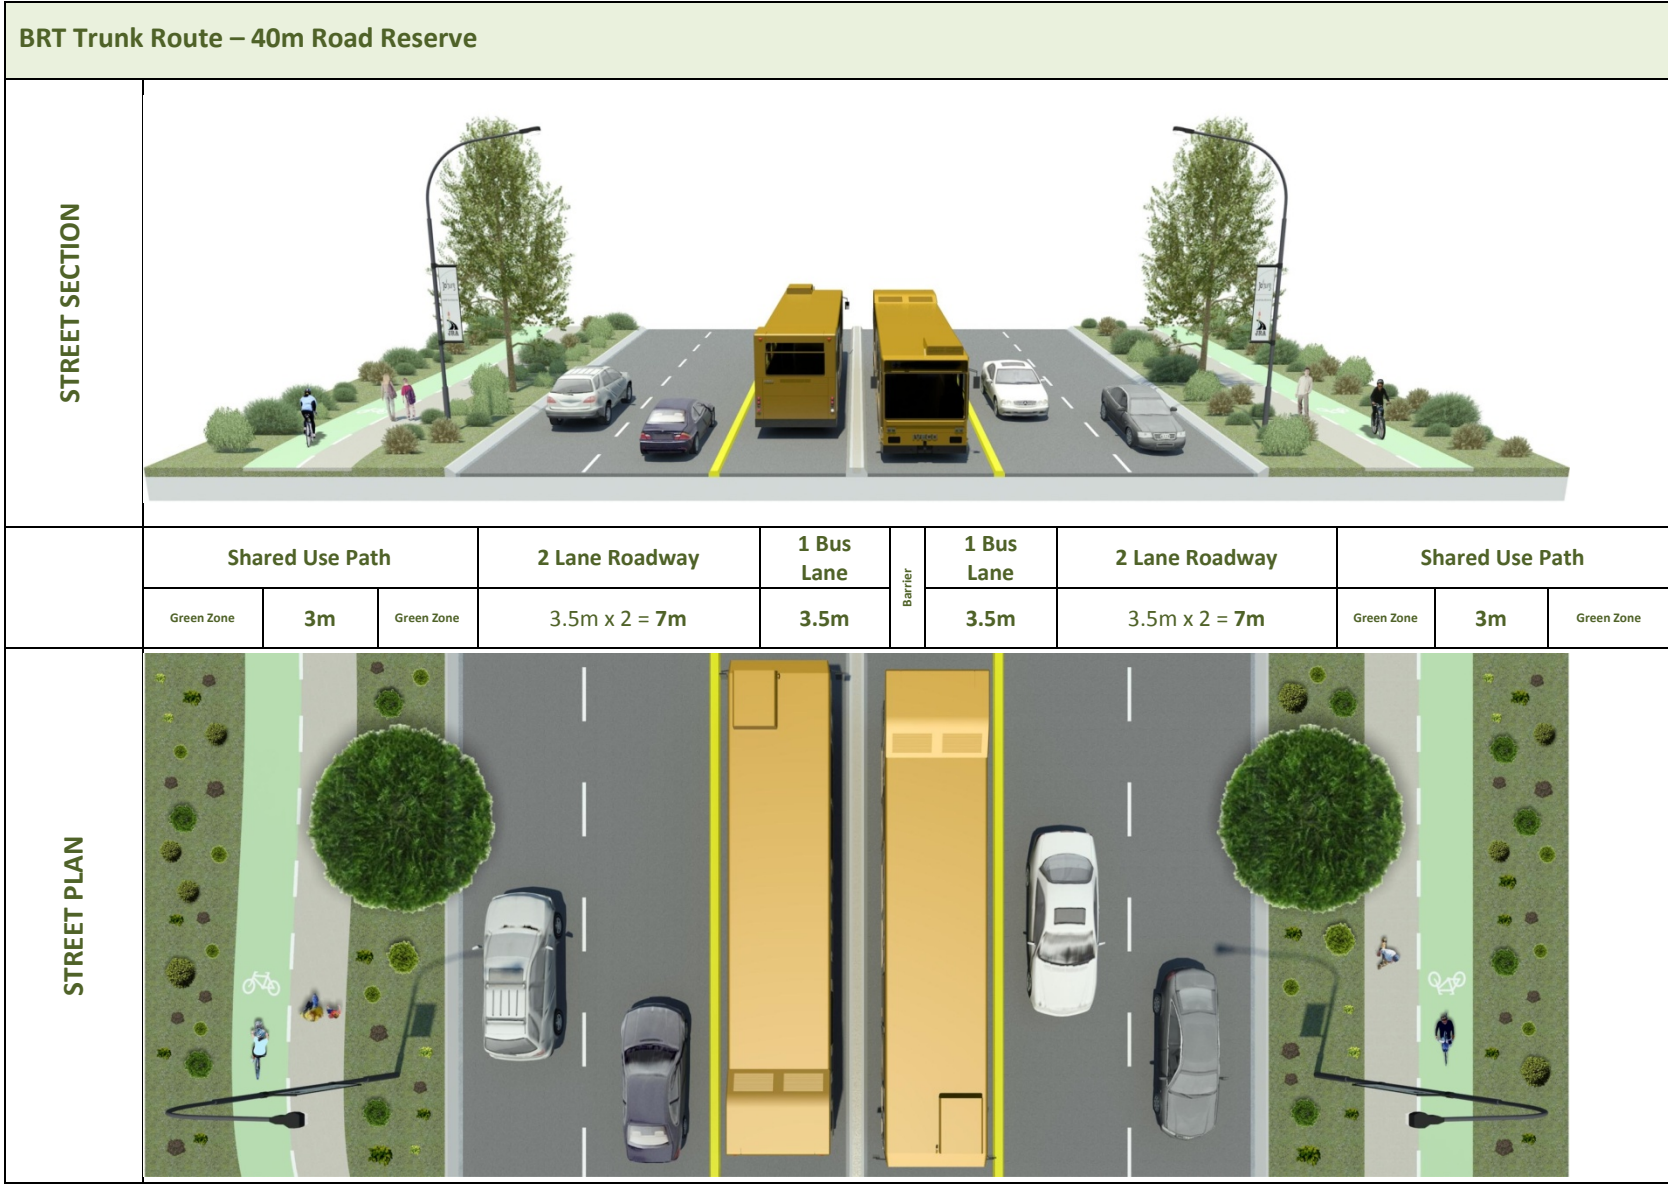 BRT Trunk Route – 40m Road Reserve
STREET SECTION
Shared Use Path
2 Lane Roadway
1 Bus
Lane
Barrier
1 Bus
Lane
2 Lane Roadway
Shared Use Path
Green Zone
3m
Green Zone
3.5m x 2 = 7m
3.5m
3.5m
3.5m x 2 = 7m
Green Zone
3m
Green Zone
STREET PLAN